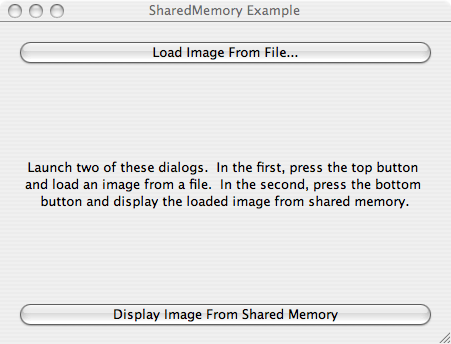 SharedMemory Example
Load Image From File...
Launch two of these dialogs.  In the first, press the top button
and load an image from a file.  In the second, press the bottom
button and display the loaded image from shared memory.
Display Image From Shared Memory